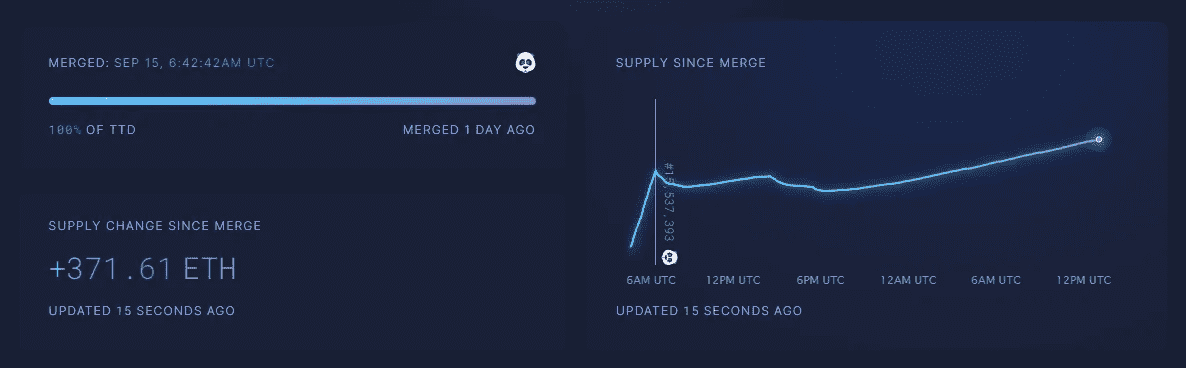 MERGED: SEP 15, 6:42:42AM UTC
100% OF TTD
MERGED 1 DAY AGO
SUPPLY CHANGE SINCE MERGE
+371.61 ETH
UPDATED 15 SECONDS AGO
SUPPLY SINCE MERGE
#15,537,393
6AM UTC 12PM UTC 6PM UTC 12AM UTC 6AM UTC 12PM UTC
UPDATED 15 SECONDS AGO